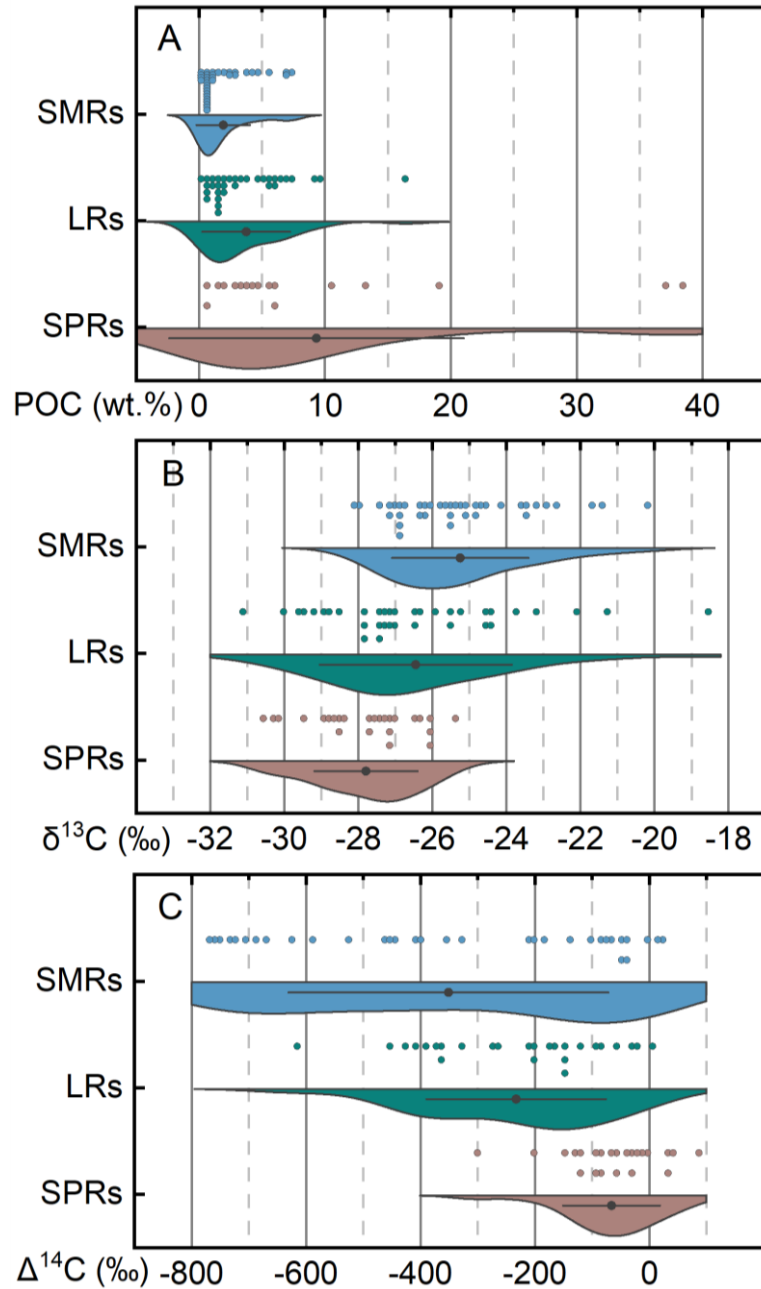 A
SMRs
LRs
SPRs
POC (wt.%) 0 10 20 30 40
B
SMRs
LRs
SPRs
δ¹³C (‰) -32 -30 -28 -26 -24 -22 -20 -18
C
SMRs
LRs
SPRs
Δ¹⁴C (‰) -800 -600 -400 -200 0